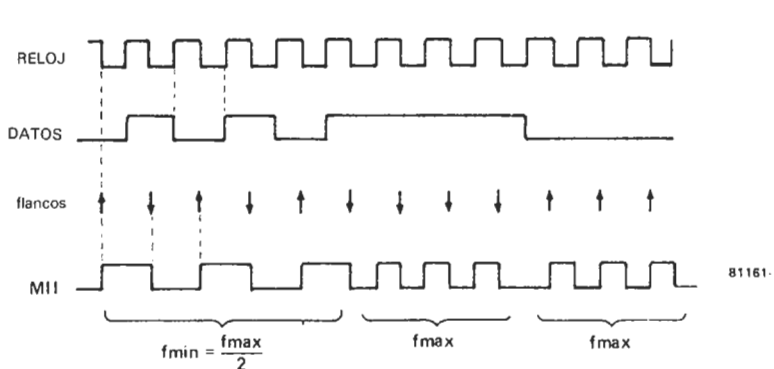 RELOJ
DATOS
flancos
MII
81161-
fmin = fmax/2
fmax
fmax